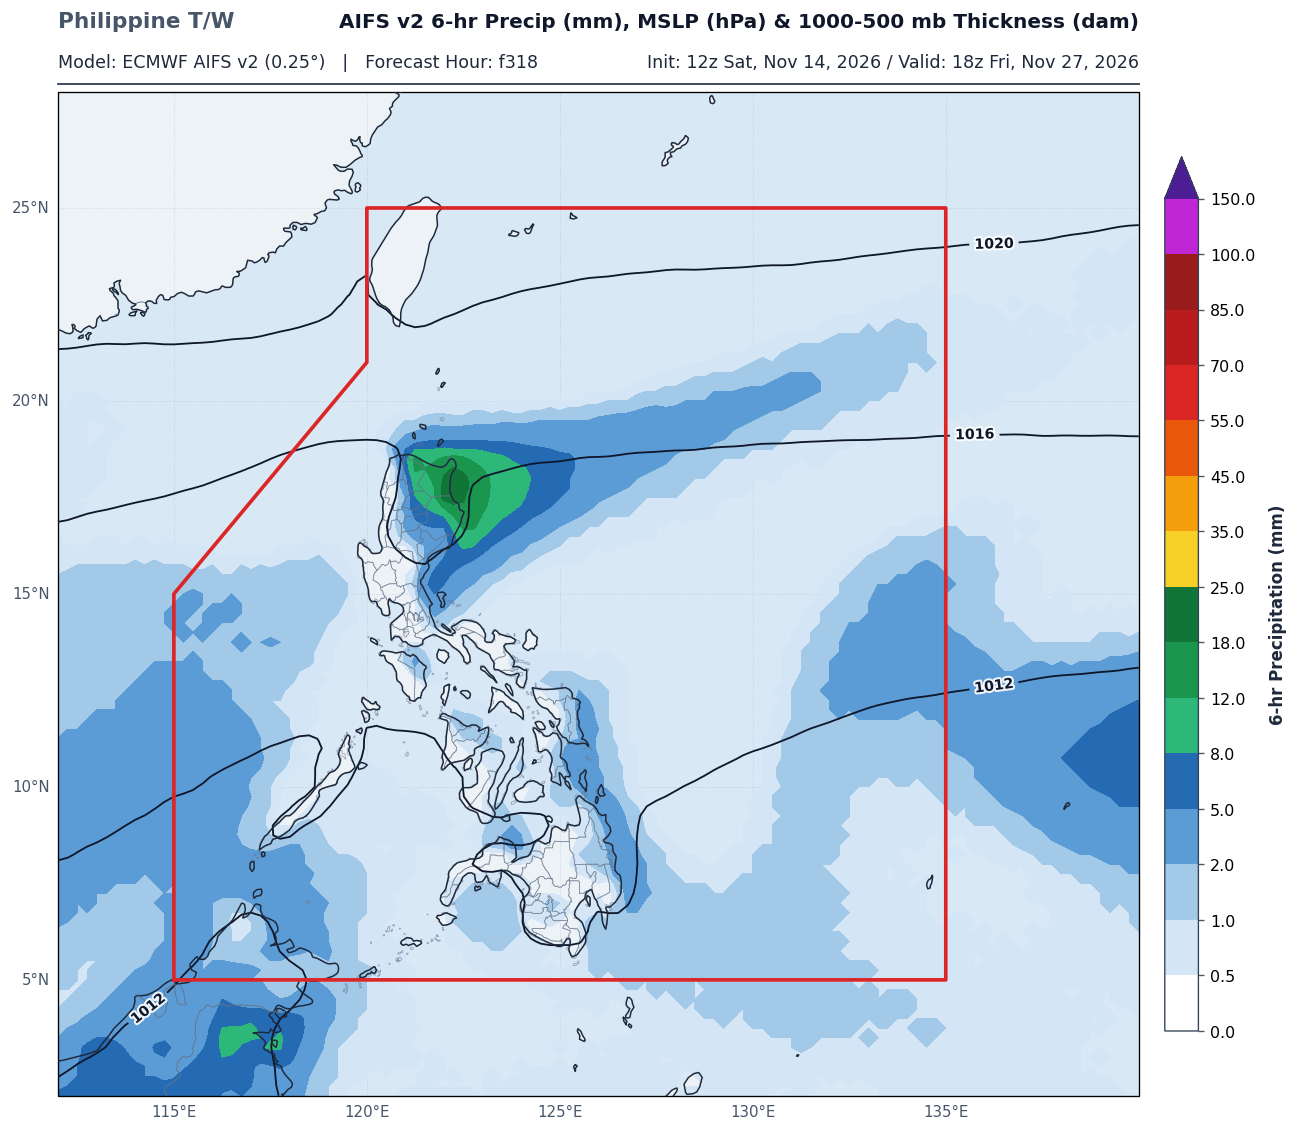 Philippine T/W
AIFS v2 6-hr Precip (mm), MSLP (hPa) & 1000-500 mb Thickness (dam)
Model: ECMWF AIFS v2 (0.25°) | Forecast Hour: f318
Init: 12z Sat, Nov 14, 2026 / Valid: 18z Fri, Nov 27, 2026
25°N
20°N
15°N
10°N
5°N
1020
1016
1012
1012
115°E
120°E
125°E
130°E
135°E
150.0
100.0
85.0
70.0
55.0
45.0
35.0
25.0
18.0
12.0
8.0
5.0
2.0
1.0
0.5
0.0
6-hr Precipitation (mm)